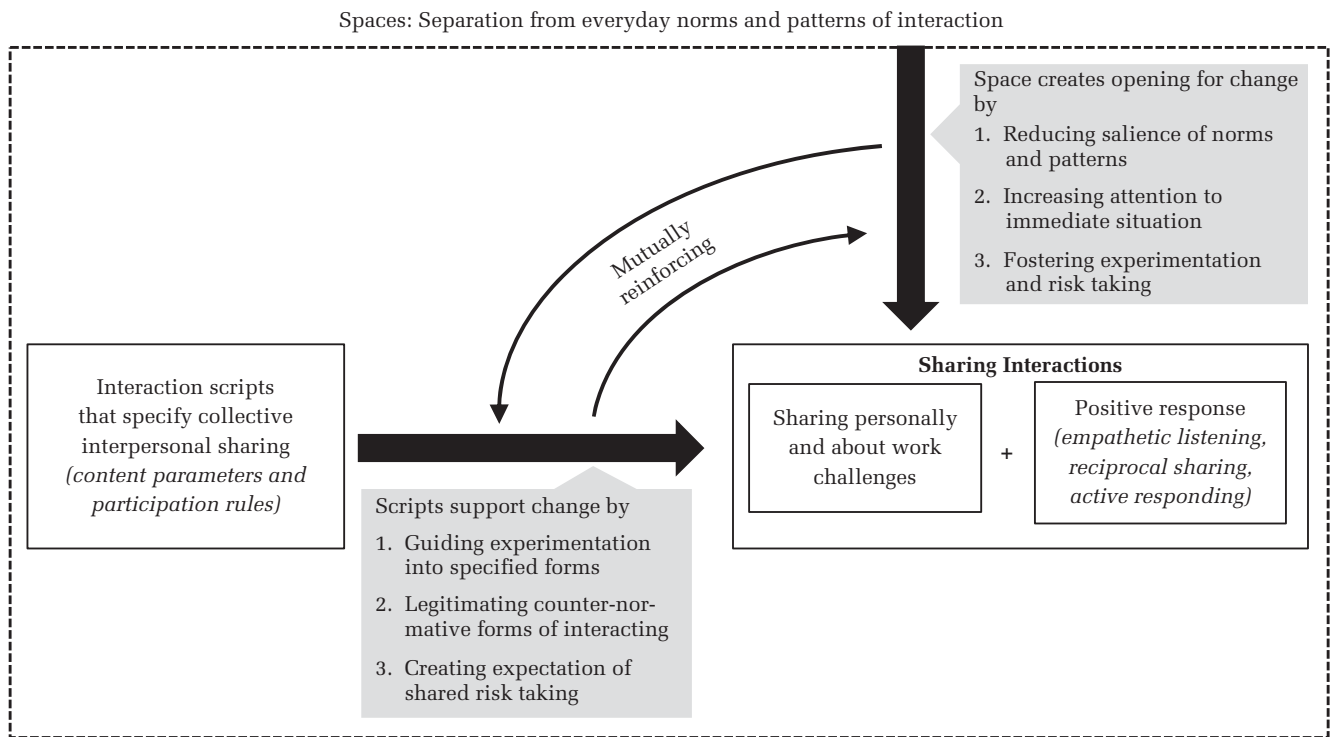 Spaces: Separation from everyday norms and patterns of interaction
Space creates opening for change
by
1. Reducing salience of norms
and patterns
2. Increasing attention to
immediate situation
3. Fostering experimentation
and risk taking
Mutually
reinforcing
Interaction scripts
that specify collective
interpersonal sharing
(content parameters and
participation rules)
Sharing Interactions
Sharing personally
and about work
challenges
+
Positive response
(empathetic listening,
reciprocal sharing,
active responding)
Scripts support change by
1. Guiding experimentation
into specified forms
2. Legitimating counter-nor-
mative forms of interacting
3. Creating expectation of
shared risk taking